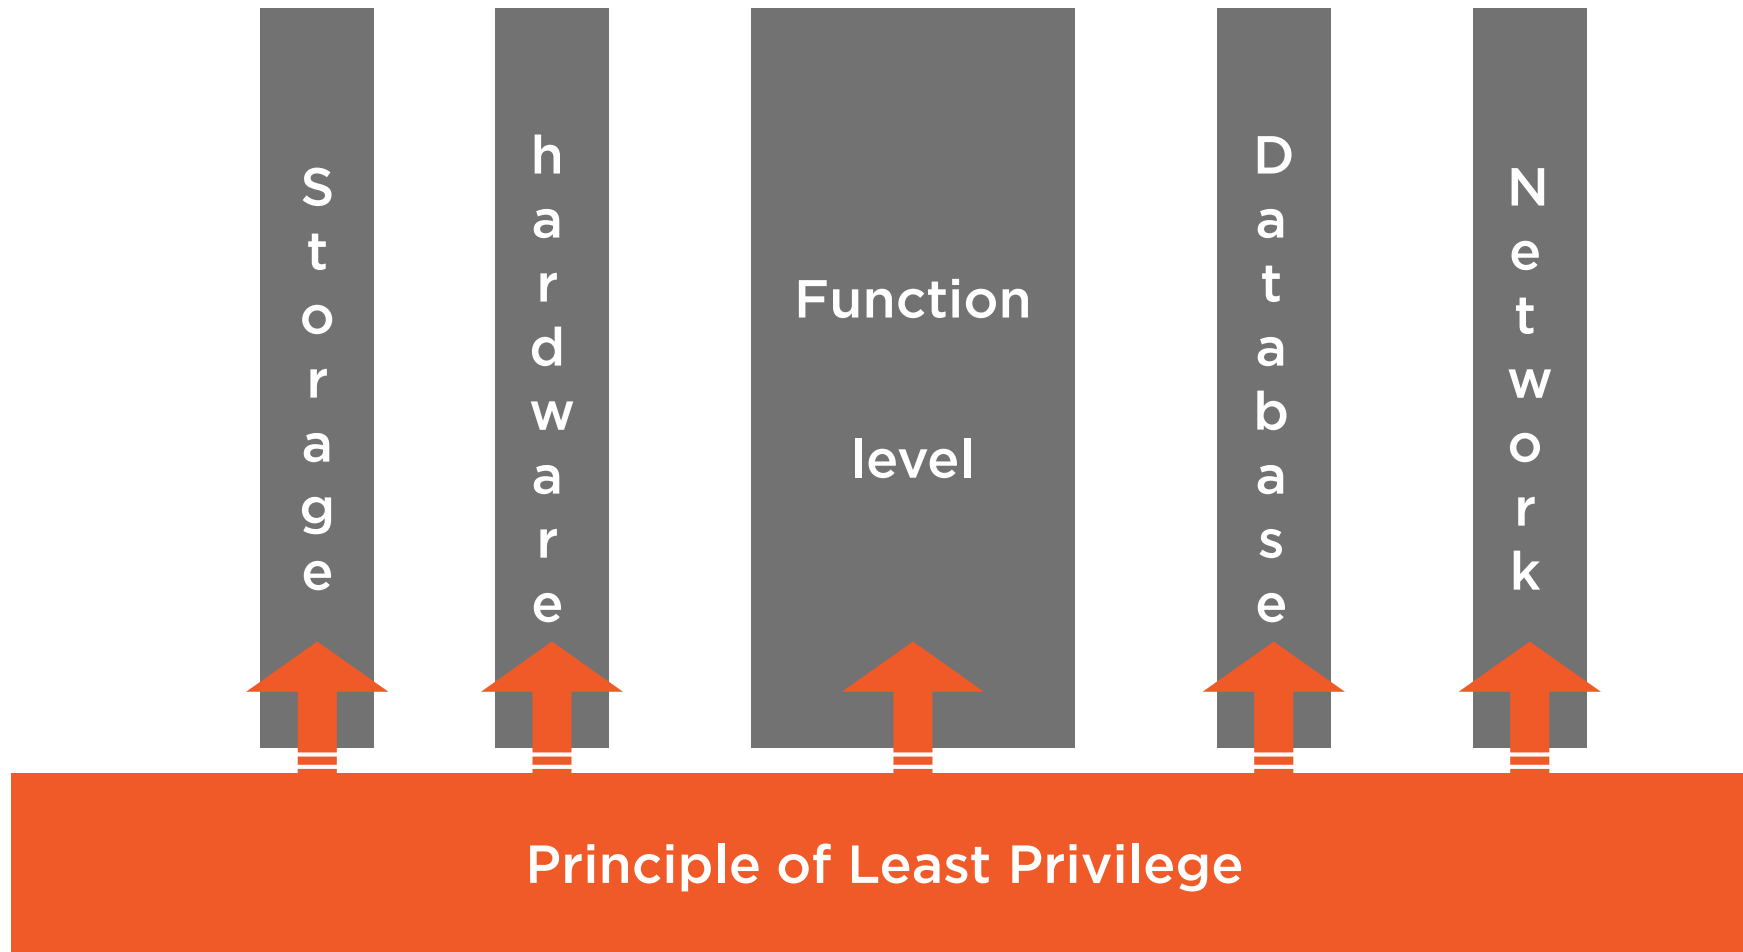 Storage
hardware
Function
level
Database
Network
Principle of Least Privilege